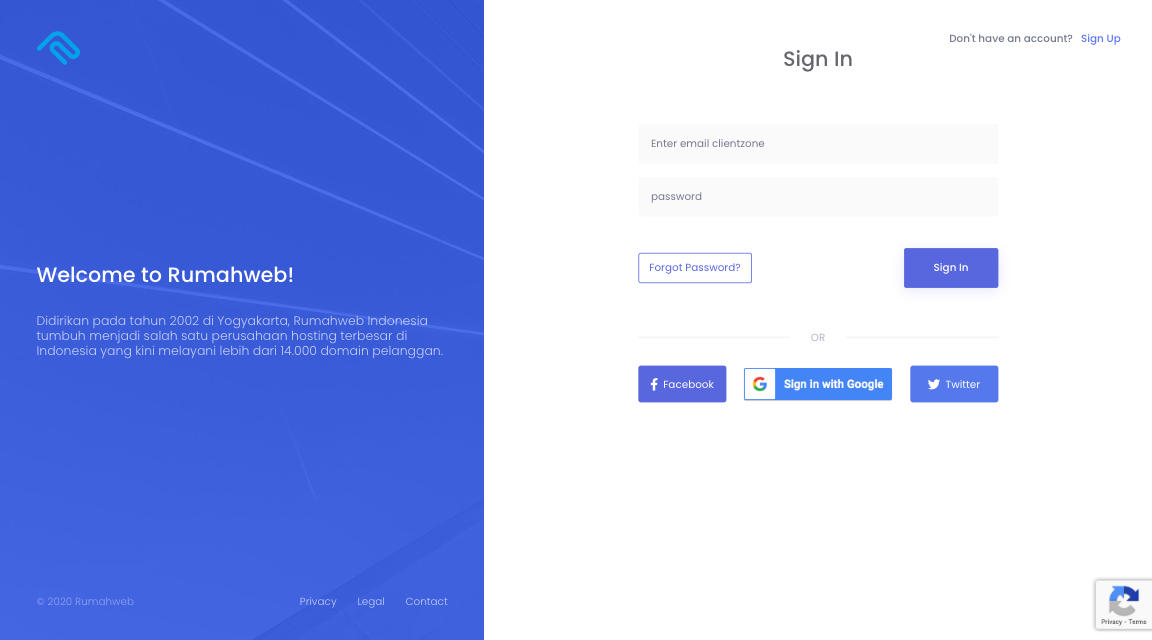 Welcome to Rumahweb!
Didirikan pada tahun 2002 di Yogyakarta, Rumahweb Indonesia
tumbuh menjadi salah satu perusahaan hosting terbesar di
Indonesia yang kini melayani lebih dari 14.000 domain pelanggan.
© 2020 Rumahweb
Privacy
Legal
Contact
Don't have an account? Sign Up
Sign In
Enter email clientzone
password
Forgot Password?
Sign In
OR
Facebook
Sign in with Google
Twitter
Privacy - Terms